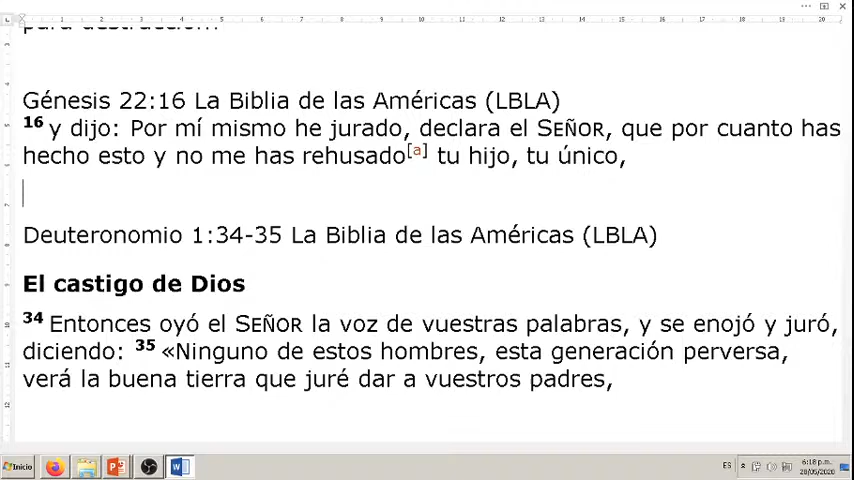 Génesis 22:16 La Biblia de las Américas (LBLA)
16 y dijo: Por mí mismo he jurado, declara el SEÑOR, que por cuanto has
hecho esto y no me has rehusado[a] tu hijo, tu único,
Deuteronomio 1:34-35 La Biblia de las Américas (LBLA)
El castigo de Dios
34 Entonces oyó el SEÑOR la voz de vuestras palabras, y se enojó y juró,
diciendo: 35 «Ninguno de estos hombres, esta generación perversa,
verá la buena tierra que juré dar a vuestros padres,
Inicio
ES
6:18 p.m.
28/05/2020